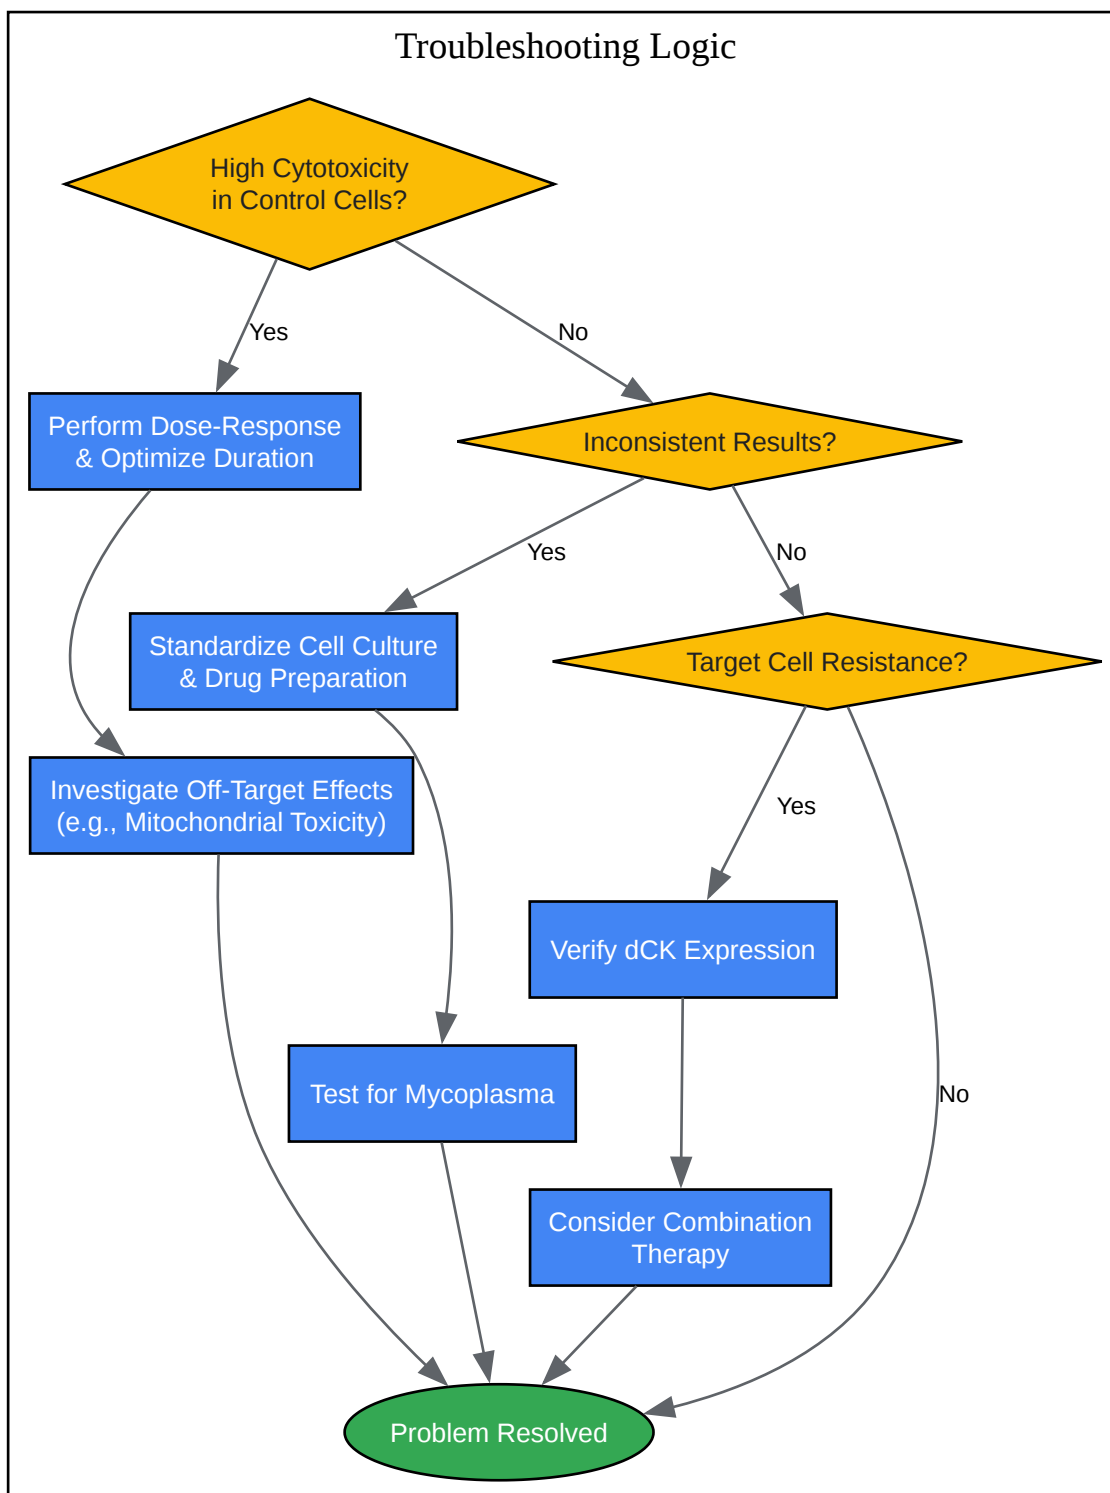 Troubleshooting Logic
High Cytotoxicity
in Control Cells?
Yes
No
Perform Dose-Response
& Optimize Duration
Inconsistent Results?
Yes
No
Standardize Cell Culture
& Drug Preparation
Target Cell Resistance?
Investigate Off-Target Effects
(e.g., Mitochondrial Toxicity)
Yes
Verify dCK Expression
Test for Mycoplasma
No
Consider Combination
Therapy
Problem Resolved